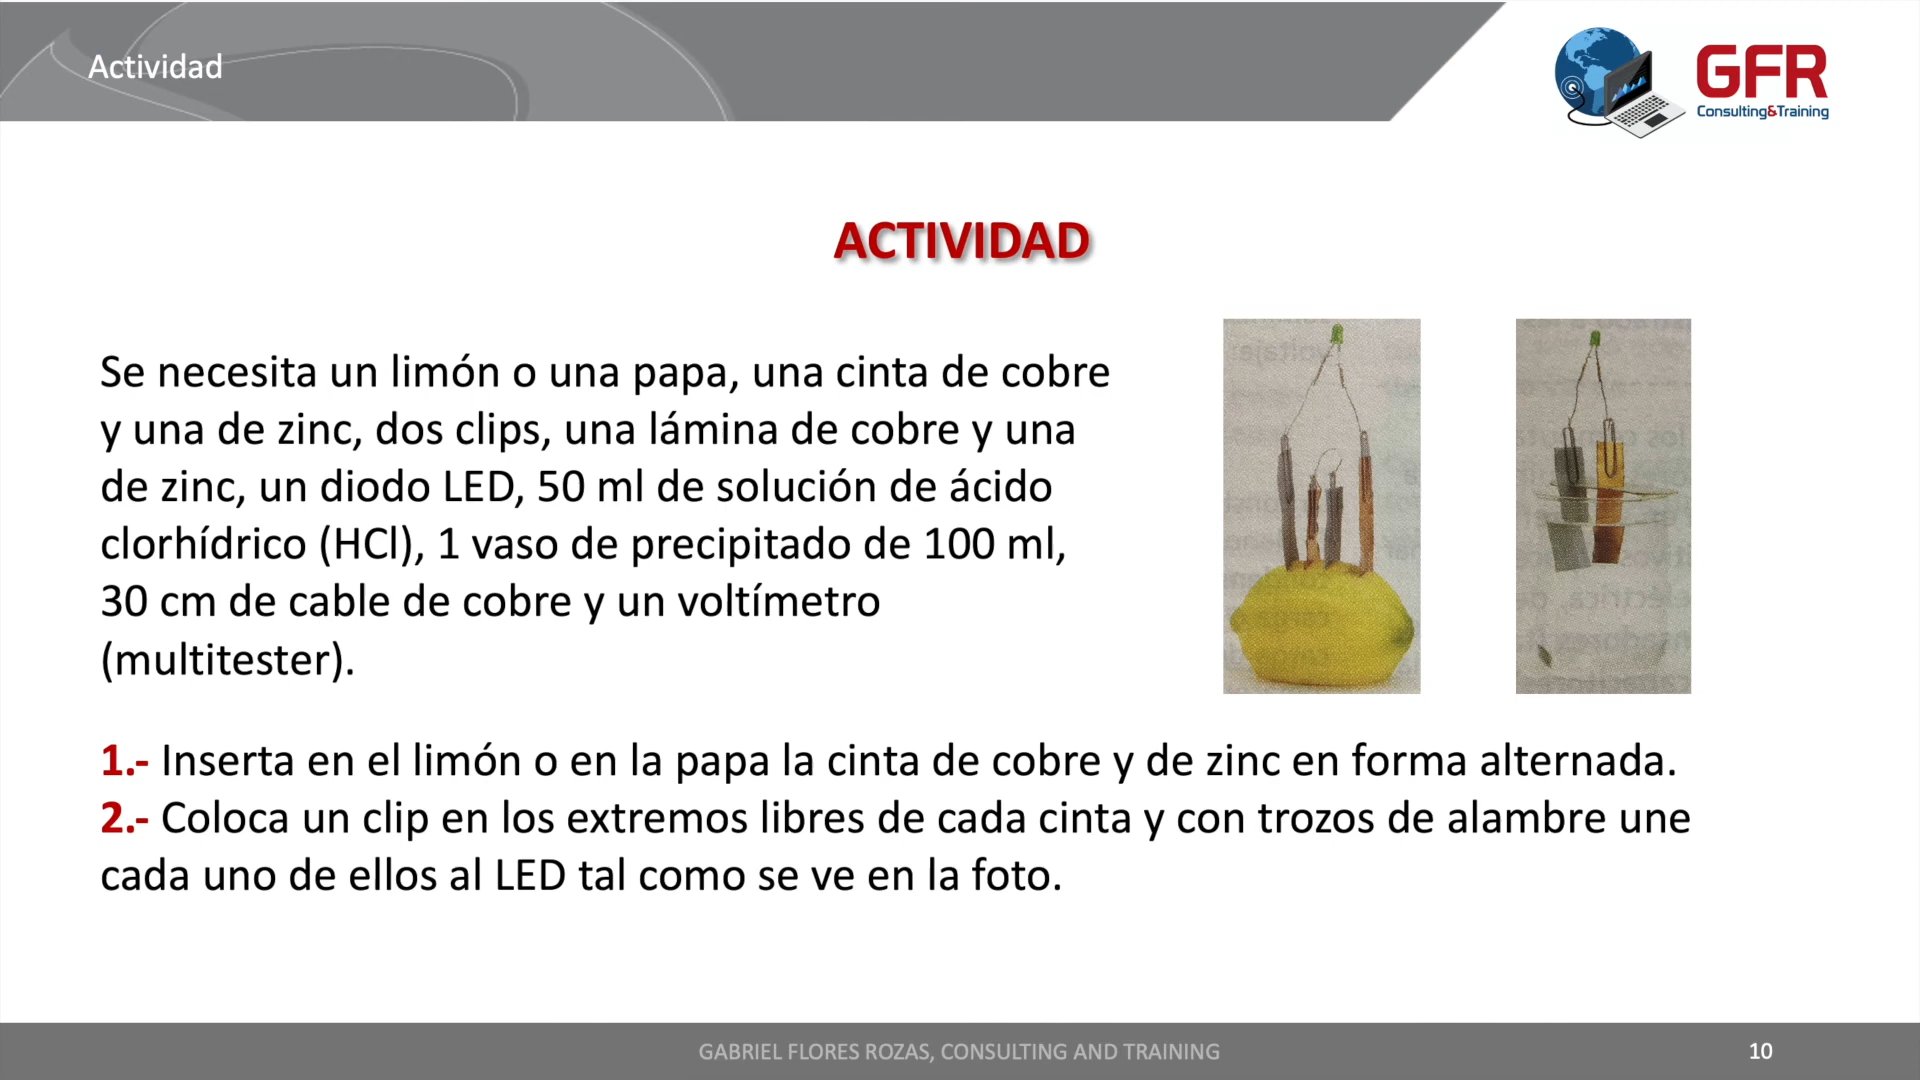 Actividad
GFR
Consulting&Training
ACTIVIDAD
Se necesita un limón o una papa, una cinta de cobre
y una de zinc, dos clips, una lámina de cobre y una
de zinc, un diodo LED, 50 ml de solución de ácido
clorhídrico (HCl), 1 vaso de precipitado de 100 ml,
30 cm de cable de cobre y un voltímetro
(multitester).
1.- Inserta en el limón o en la papa la cinta de cobre y de zinc en forma alternada.
2.- Coloca un clip en los extremos libres de cada cinta y con trozos de alambre une
cada uno de ellos al LED tal como se ve en la foto.
GABRIEL FLORES ROZAS, CONSULTING AND TRAINING
10